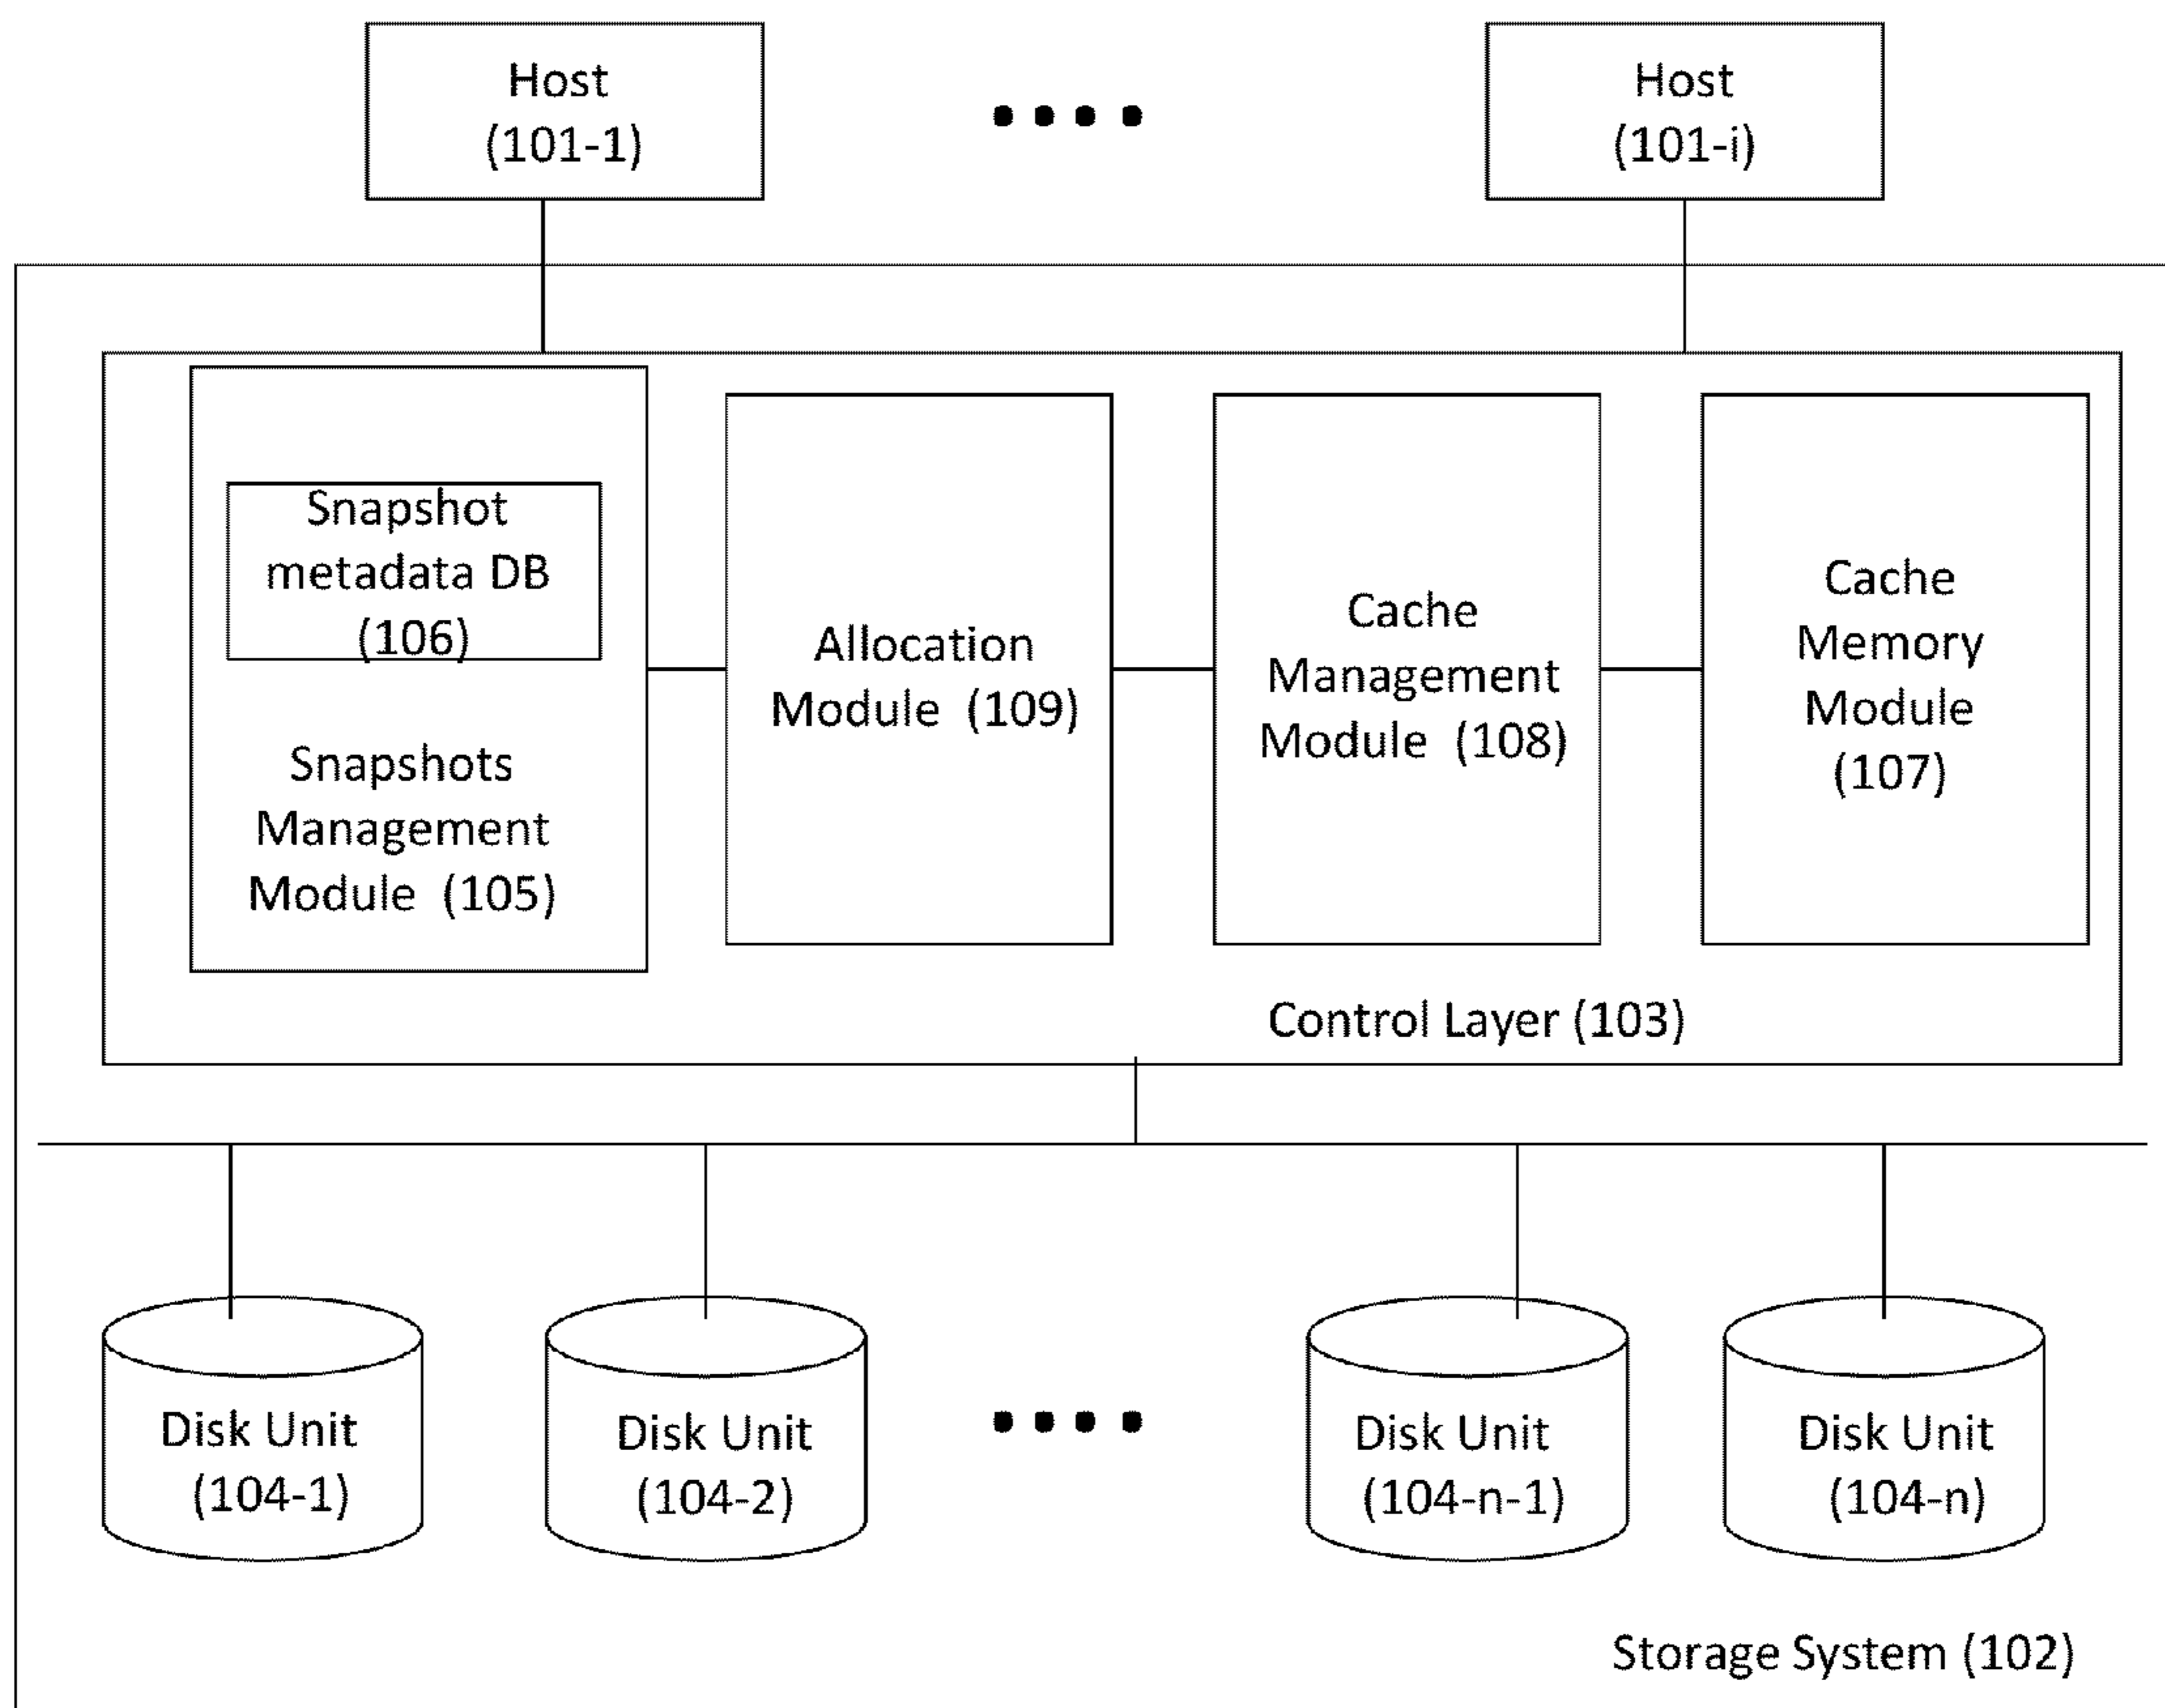 Host
(101-1)
Host
(101-i)
Snapshot
metadata DB
(106)
Snapshots
Management
Module (105)
Allocation
Module (109)
Cache
Management
Module (108)
Cache
Memory
Module
(107)
Control Layer (103)
Disk Unit
(104-1)
Disk Unit
(104-2)
Disk Unit
(104-n-1)
Disk Unit
(104-n)
Storage System (102)